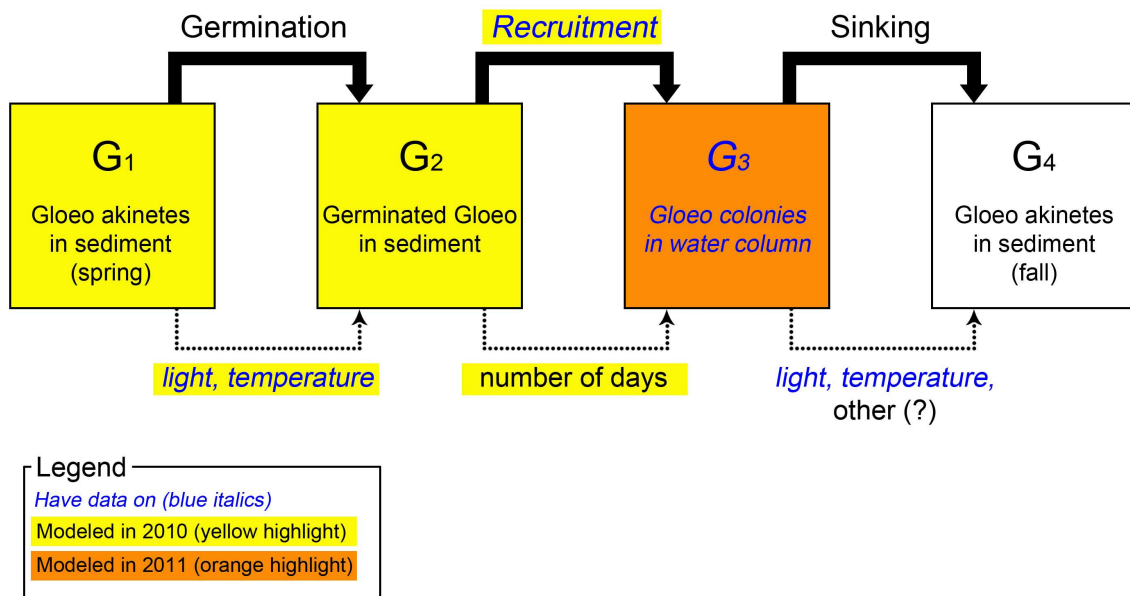 Germination
Recruitment
Sinking
G1
Gloeo akinetes
in sediment
(spring)
G2
Germinated Gloeo
in sediment
G3
Gloeo colonies
in water column
G4
Gloeo akinetes
in sediment
(fall)
light, temperature
number of days
light, temperature,
other (?)
Legend
Have data on (blue italics)
Modeled in 2010 (yellow highlight)
Modeled in 2011 (orange highlight)